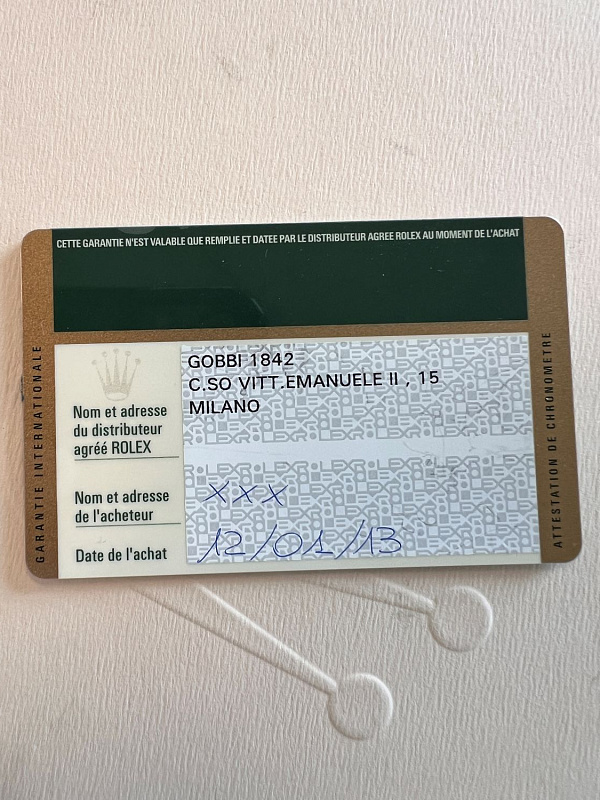 CETTE GARANTIE N'EST VALABLE QUE REMPLIE ET DATEE PAR LE DISTRIBUTEUR AGREE ROLEX AU MOMENT DE L'ACHAT
GARANTIE INTERNATIONALE
Nom et adresse
du distributeur
agréé ROLEX
GOBBI 1842
C.SO VITT.EMANUELE II , 15
MILANO
Nom et adresse
de l'acheteur
xxx
Date de l'achat
12/01/13
ATTESTATION DE CHRONOMETRE